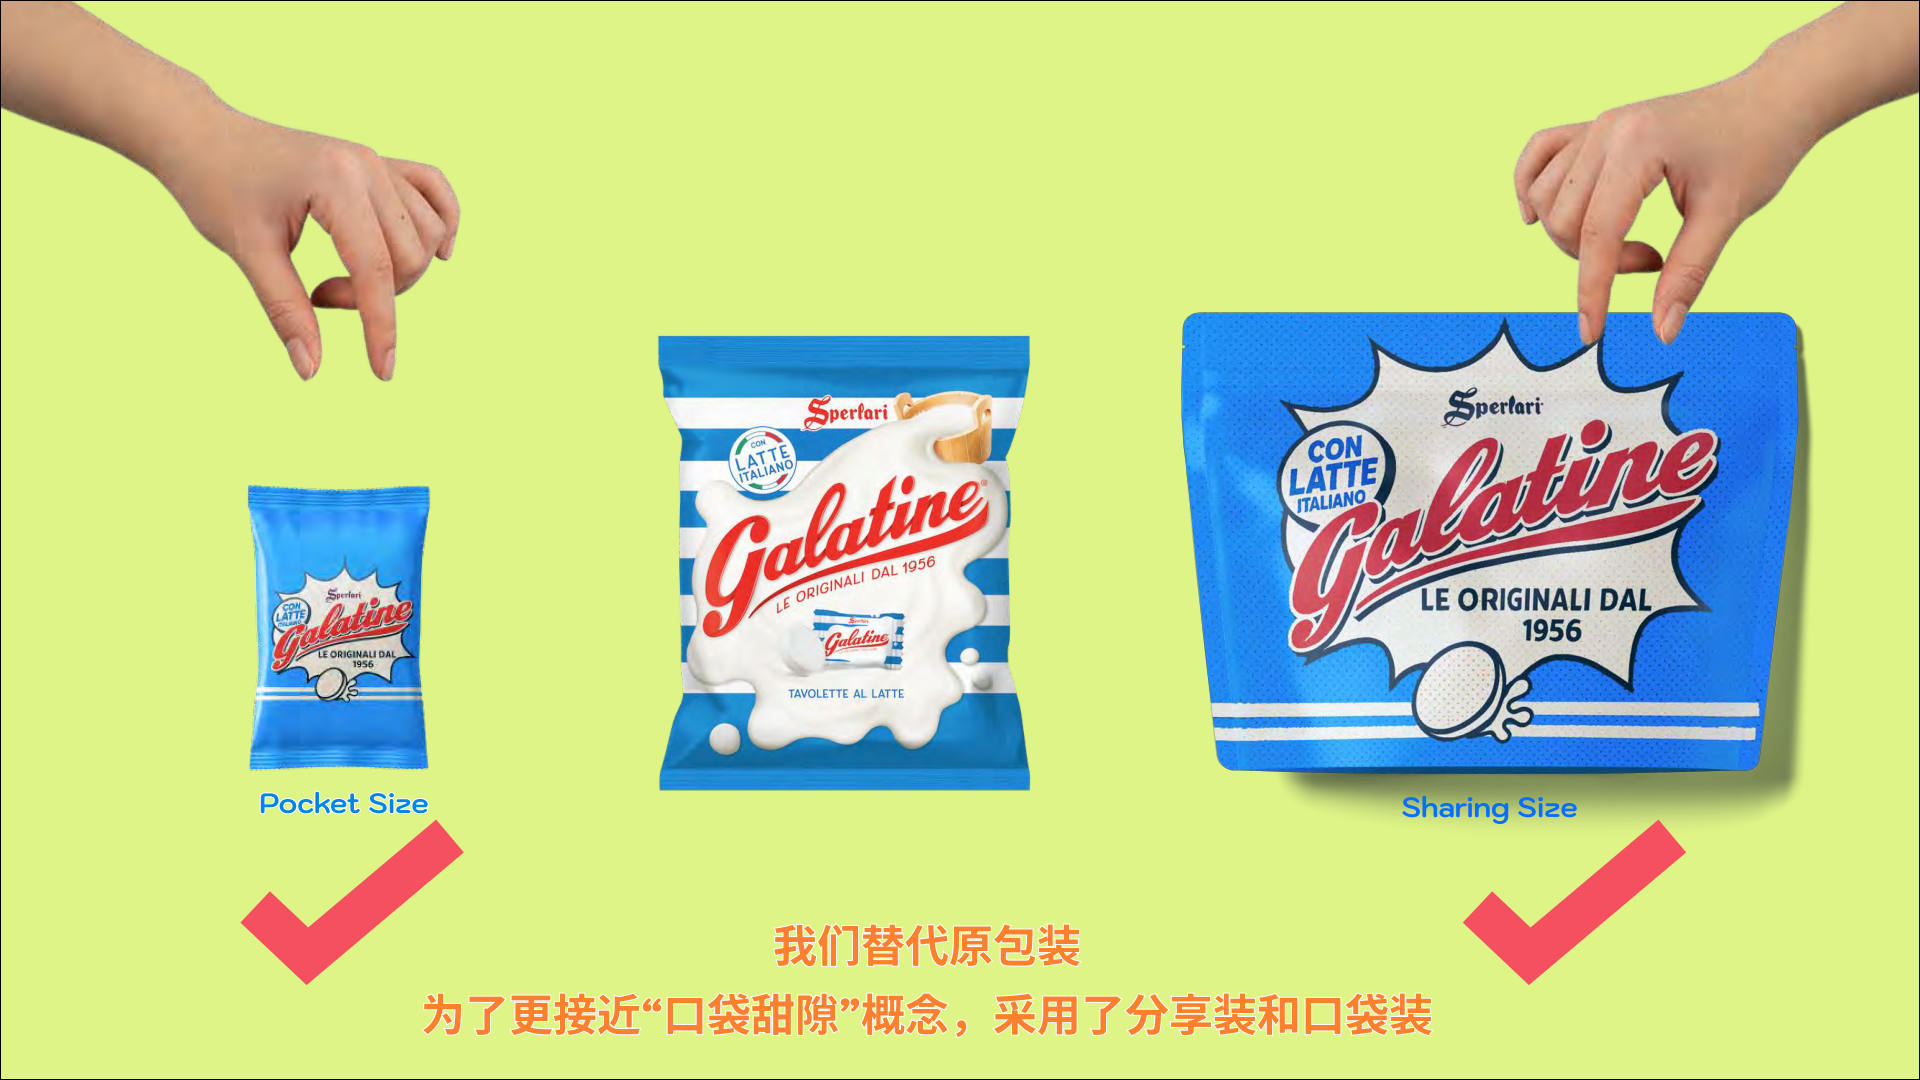 Sperlari
CON
LATTE
ITALIANO
Galatine
LE ORIGINALI DAL
1956
Pocket Size
Sperlari
CON
LATTE
ITALIANO
Galatine®
LE ORIGINALI DAL 1956
Sperlari
Galatine
TAVOLETTE AL LATTE
Sperlari
CON
LATTE
ITALIANO
Galatine
LE ORIGINALI DAL
1956
Sharing Size
我们替代原包装
为了更接近“口袋甜隙”概念，采用了分享装和口袋装